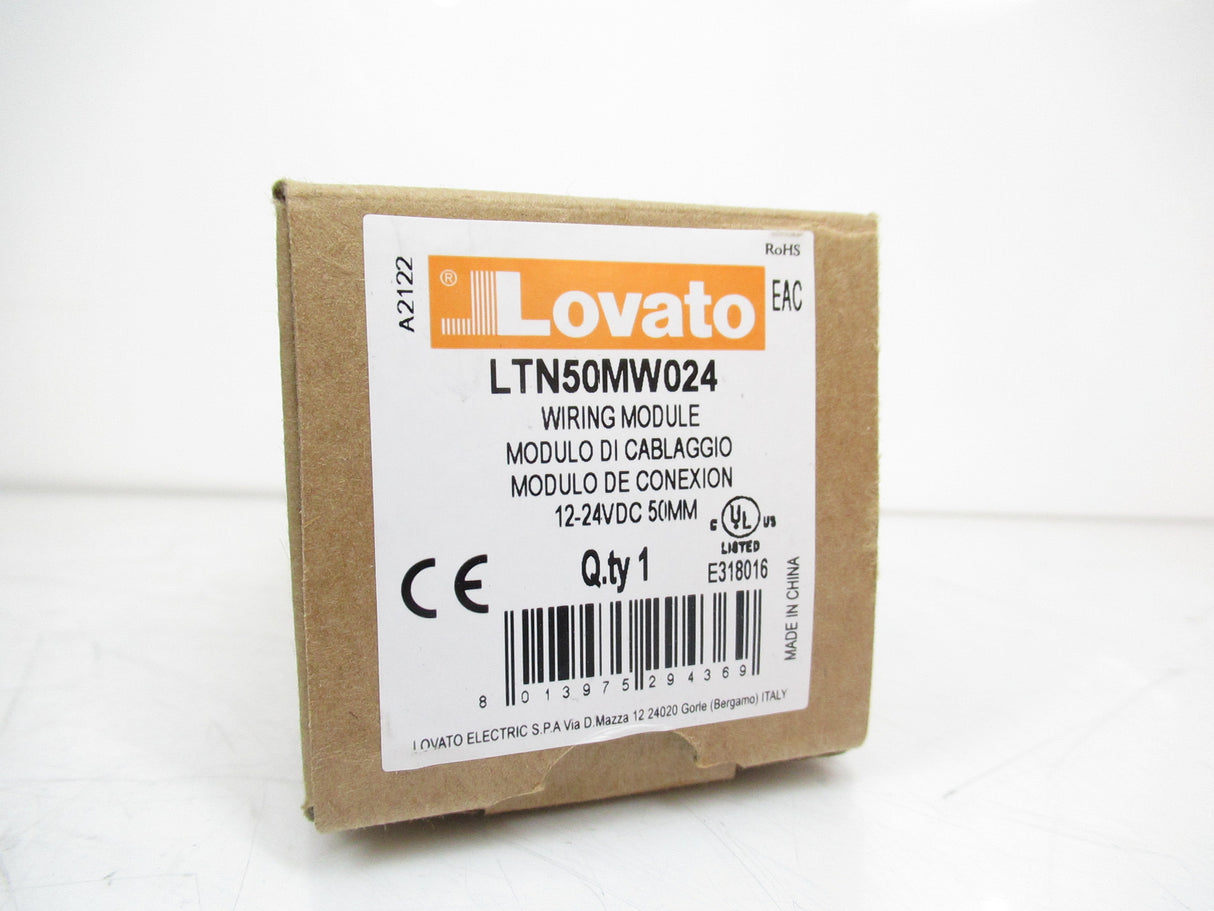 RoHS
A2122
® Lovato
EAC
LTN50MW024
WIRING MODULE
MODULO DI CABLAGGIO
MODULO DE CONEXION
12-24VDC 50MM
C UL US
LISTED
E318016
CE
Q.ty 1
MADE IN CHINA
8 013975 294369
LOVATO ELECTRIC S.P.A Via D.Mazza 12 24020 Gorle (Bergamo) ITALY